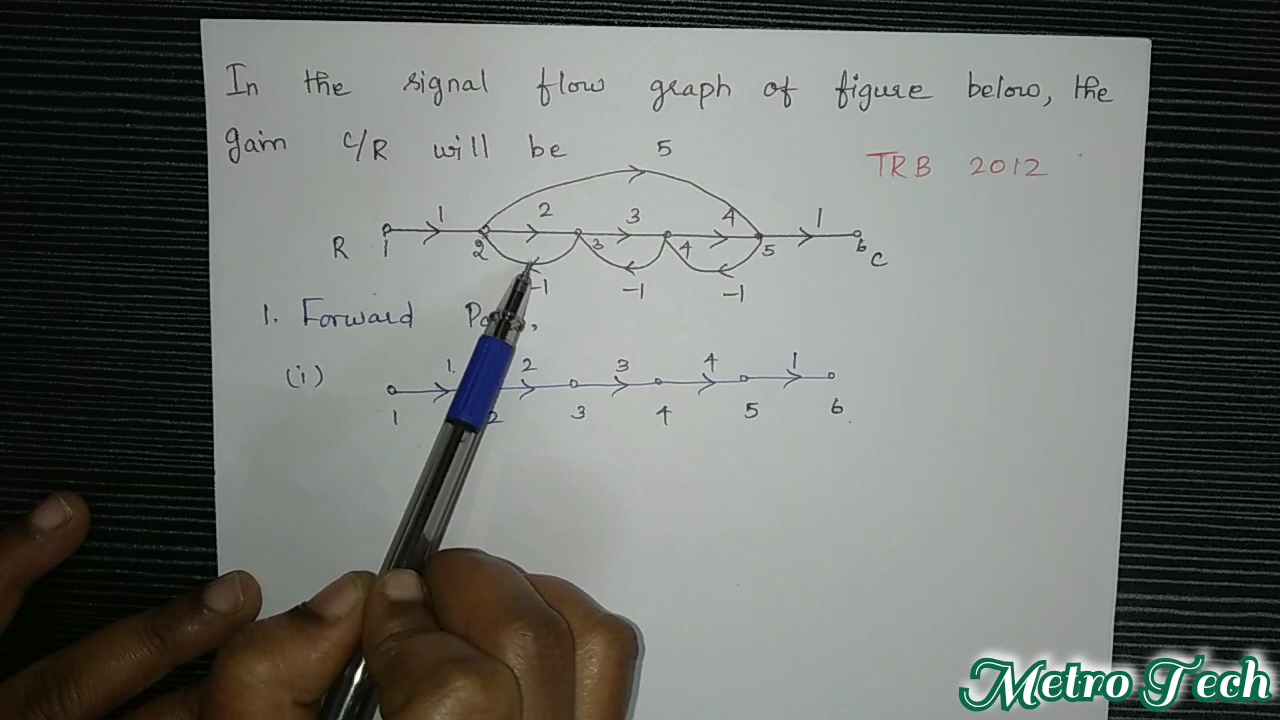 In the signal flow graph of figure below, the
gain C/R will be
TRB 2012
5
1 2 3 4 1
R 1 2 3 4 5 6 C
-1 -1 -1
1. Forward
(i)
1 2 3 4 1
1 2 3 4 5 6
Metro Tech